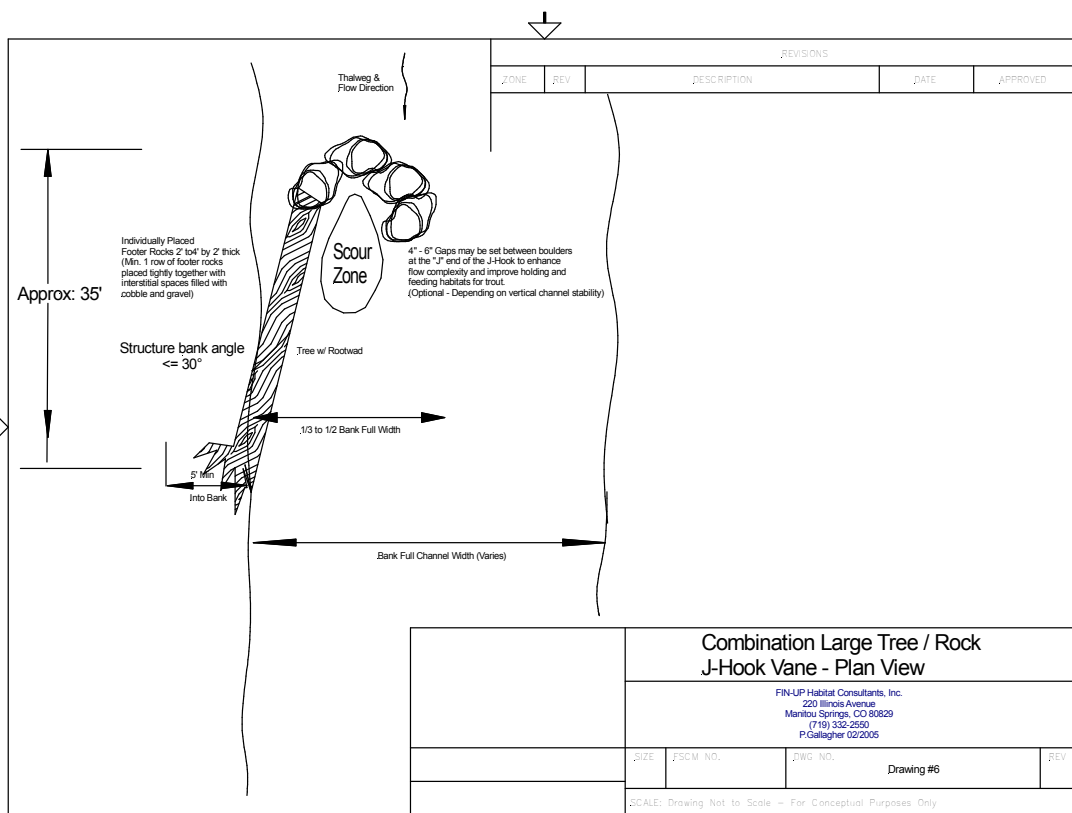 REVISIONS
ZONE
REV
DESCRIPTION
DATE
APPROVED
Thalweg &
Flow Direction
Individually Placed
Footer Rocks 2' to4' by 2' thick
(Min. 1 row of footer rocks
placed tightly together with
interstitial spaces filled with
cobble and gravel)
Scour
Zone
4" - 6" Gaps may be set between boulders
at the "J" end of the J-Hook to enhance
flow complexity and improve holding and
feeding habitats for trout.
(Optional - Depending on vertical channel stability)
Approx: 35'
Structure bank angle
<= 30°
Tree w/ Rootwad
1/3 to 1/2 Bank Full Width
5' Min
Into Bank
Bank Full Channel Width (Varies)
Combination Large Tree / Rock
J-Hook Vane - Plan View
FIN-UP Habitat Consultants, Inc.
220 Illinois Avenue
Manitou Springs, CO 80829
(719) 332-2550
P.Gallagher 02/2005
SIZE
FSCM NO.
DWG NO.
Drawing #6
REV
SCALE: Drawing Not to Scale - For Conceptual Purposes Only